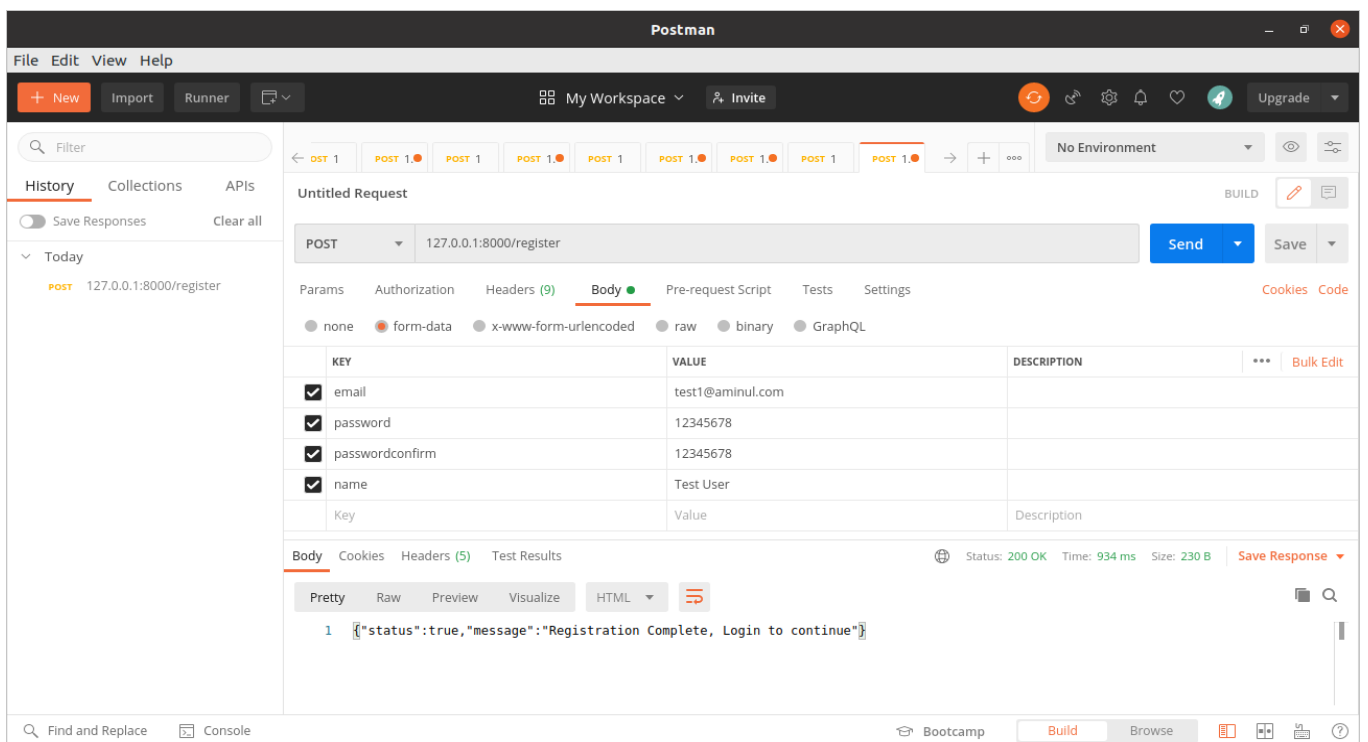 Postman
File Edit View Help
+ New Import Runner My Workspace Invite Upgrade
Filter
History Collections APIs
Save Responses Clear all
Today
POST 127.0.0.1:8000/register
OST 1 POST 1. POST 1 POST 1. POST 1 POST 1. POST 1. POST 1 POST 1. No Environment
Untitled Request BUILD
POST 127.0.0.1:8000/register Send Save
Params Authorization Headers (9) Body Pre-request Script Tests Settings Cookies Code
none form-data x-www-form-urlencoded raw binary GraphQL
KEY VALUE DESCRIPTION Bulk Edit
email test1@aminul.com
password 12345678
passwordconfirm 12345678
name Test User
Key Value Description
Body Cookies Headers (5) Test Results Status: 200 OK Time: 934 ms Size: 230 B Save Response
Pretty Raw Preview Visualize HTML
1 {"status":true,"message":"Registration Complete, Login to continue"}
Find and Replace Console Bootcamp Build Browse